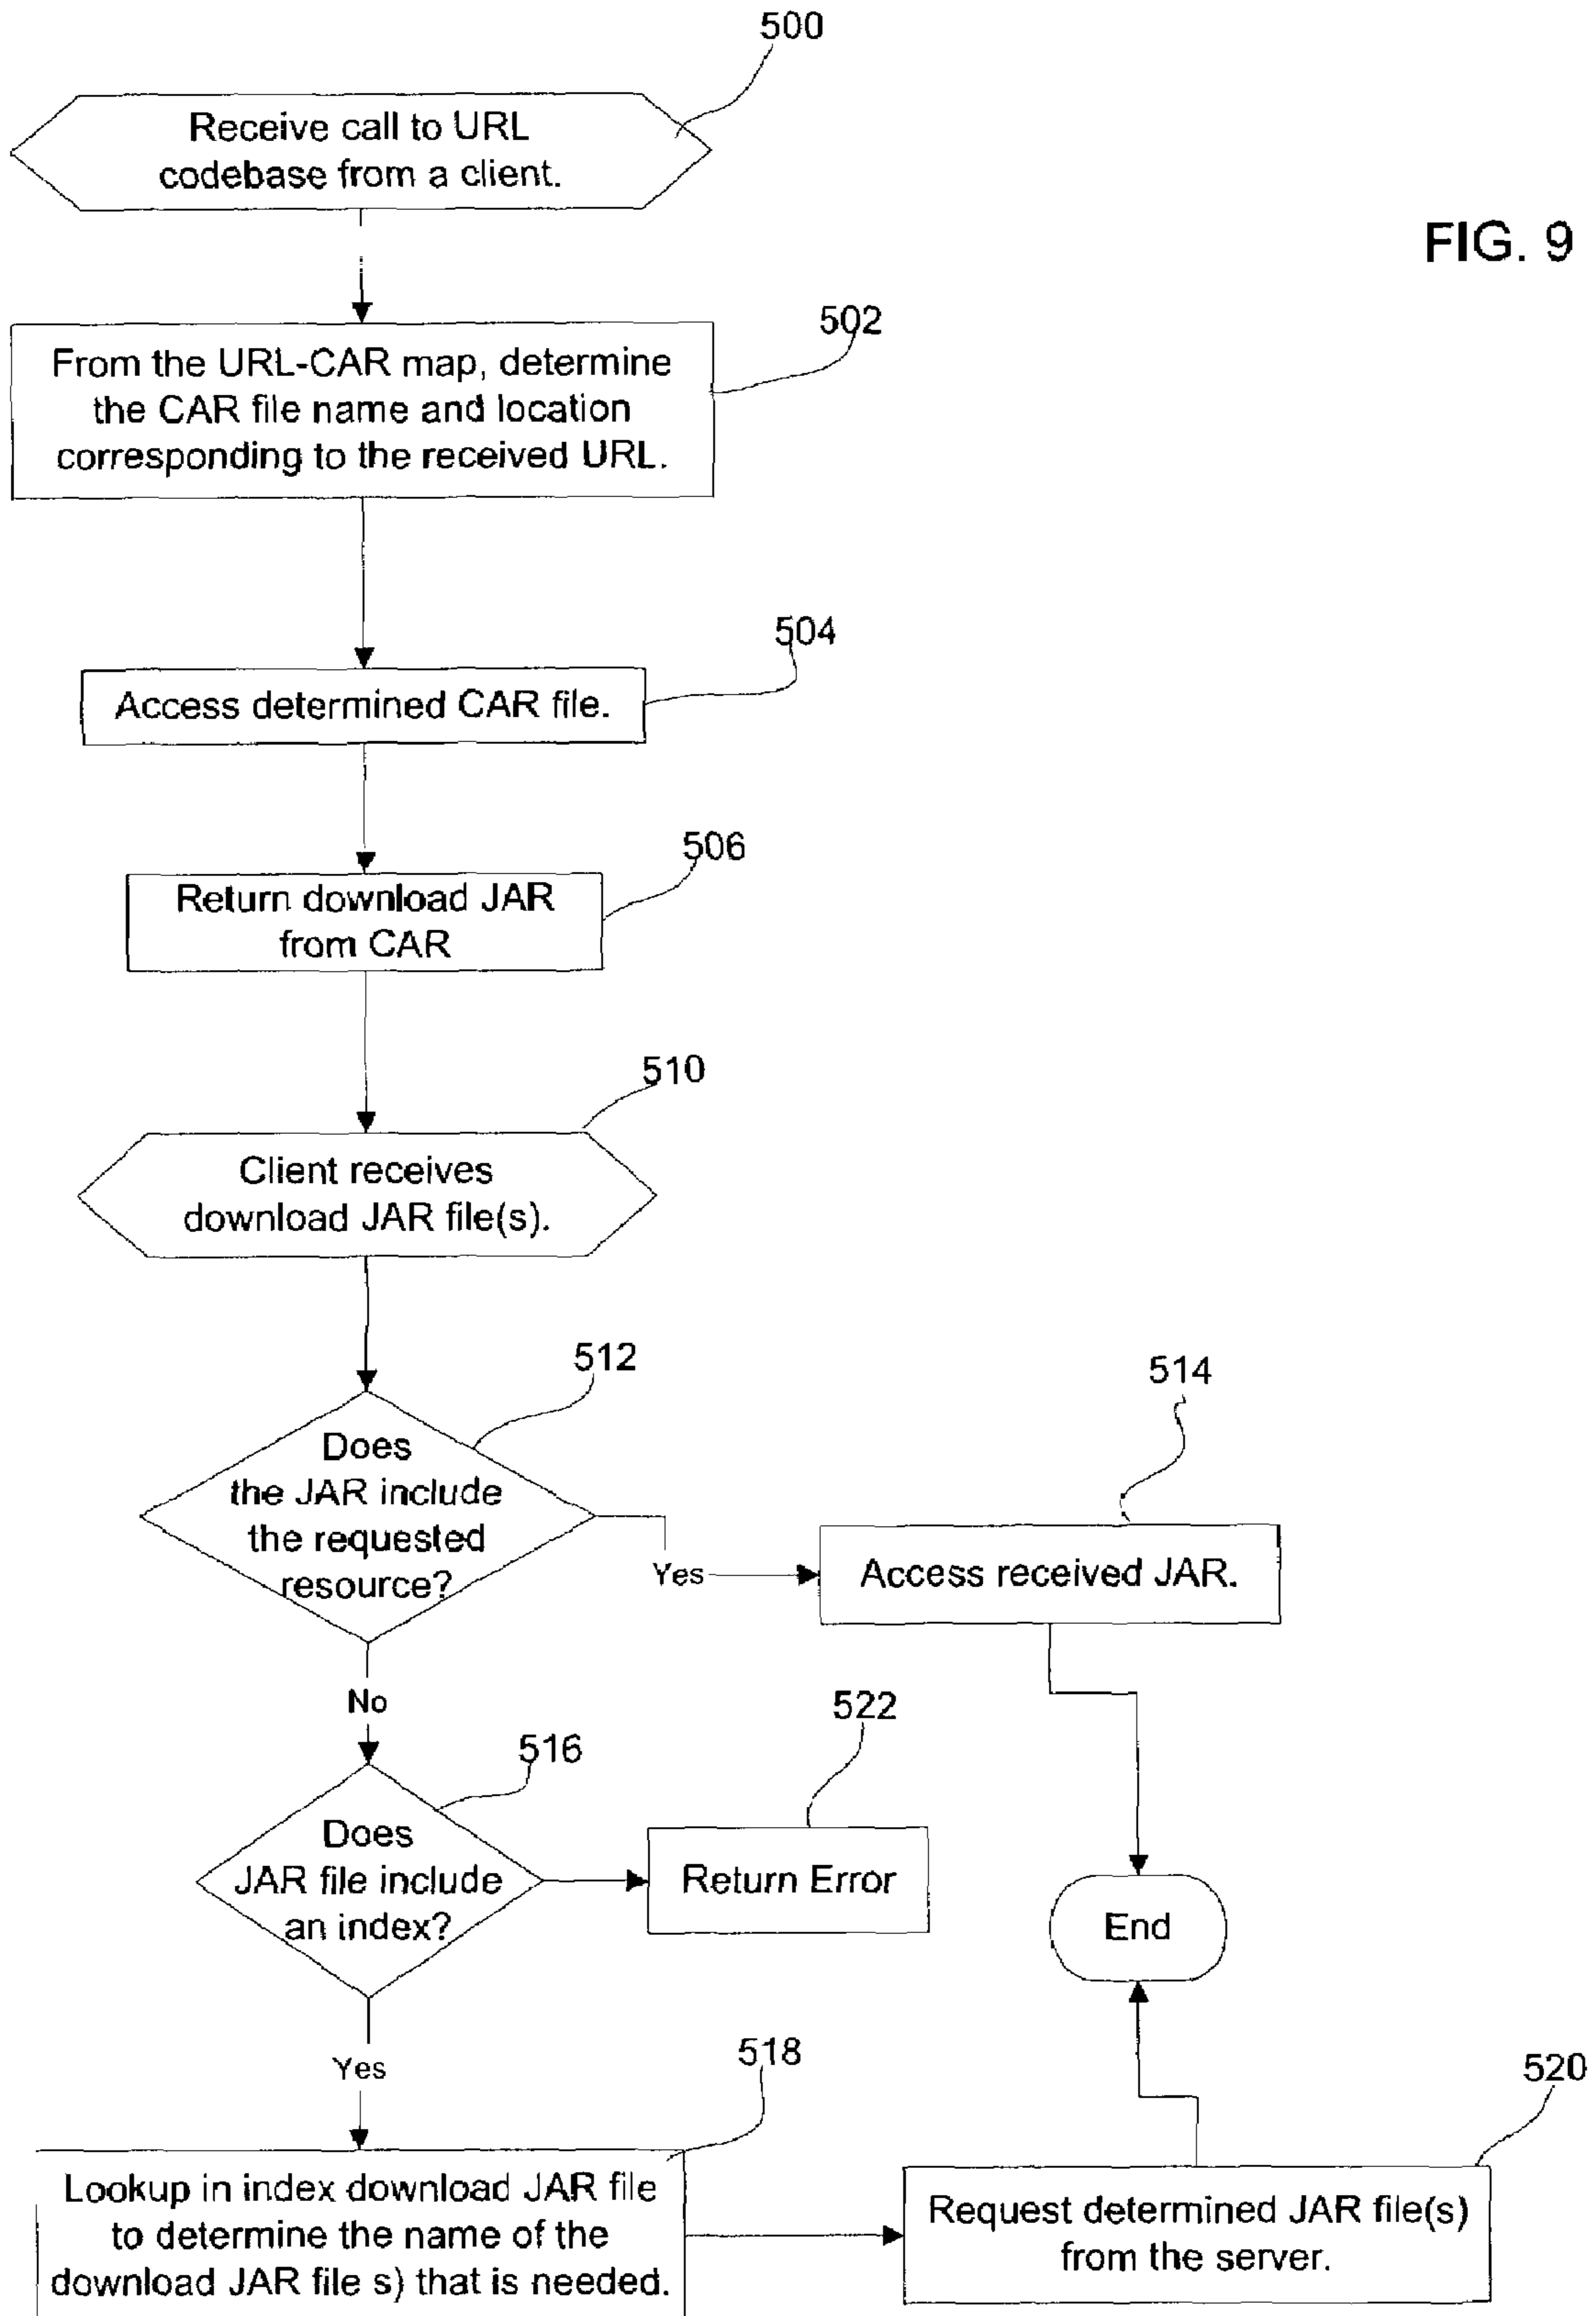 500
Receive call to URL
codebase from a client.
FIG. 9
502
From the URL-CAR map, determine
the CAR file name and location
corresponding to the received URL.
504
Access determined CAR file.
506
Return download JAR
from CAR
510
Client receives
download JAR file(s).
512
Does
the JAR include
the requested
resource?
514
Yes
Access received JAR.
No
516
Does
JAR file include
an index?
522
Return Error
End
Yes
518
Lookup in index download JAR file
to determine the name of the
download JAR file s) that is needed.
520
Request determined JAR file(s)
from the server.